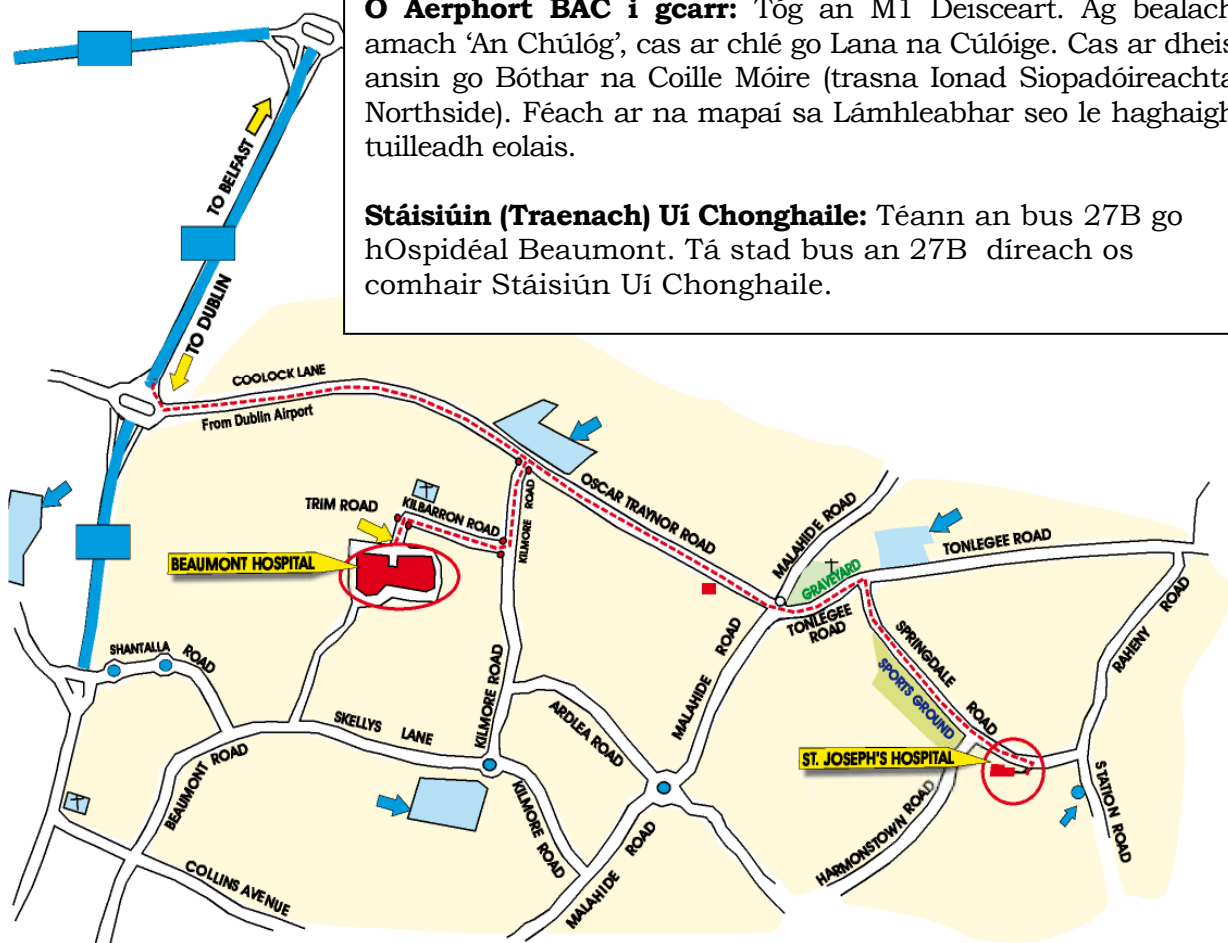 Ó Aerphort BAC i gcarr: Tóg an M1 Deisceart. Ag bealach
amach ‘An Chúlóg’, cas ar chlé go Lana na Cúlóige. Cas ar dheis
ansin go Bóthar na Coille Móire (trasna Ionad Siopadóireachta
Northside). Féach ar na mapaí sa Lámhleabhar seo le haghaigh
tuilleadh eolais.
Stáisiúin (Traenach) Uí Chonghaile: Téann an bus 27B go
hOspidéal Beaumont. Tá stad bus an 27B díreach os
comhair Stáisiún Uí Chonghaile.
TO BELFAST
TO DUBLIN
COOLOCK LANE
From Dublin Airport
OSCAR TRAYNOR ROAD
MALAHIDE ROAD
TRIM ROAD
KILBARRON ROAD
KILMORE ROAD
TONLEGEE ROAD
BEAUMONT HOSPITAL
GRAVEYARD
TONLEGEE
ROAD
RAHENY ROAD
SHANTALLA ROAD
SPRINGDALE ROAD
SPORTS GROUND
MALAHIDE ROAD
KILMORE ROAD
ARDLEA ROAD
SKELLYS LANE
ST. JOSEPH'S HOSPITAL
BEAUMONT ROAD
STATION ROAD
KILMORE ROAD
HARMONSTOWN ROAD
COLLINS AVENUE
MALAHIDE ROAD